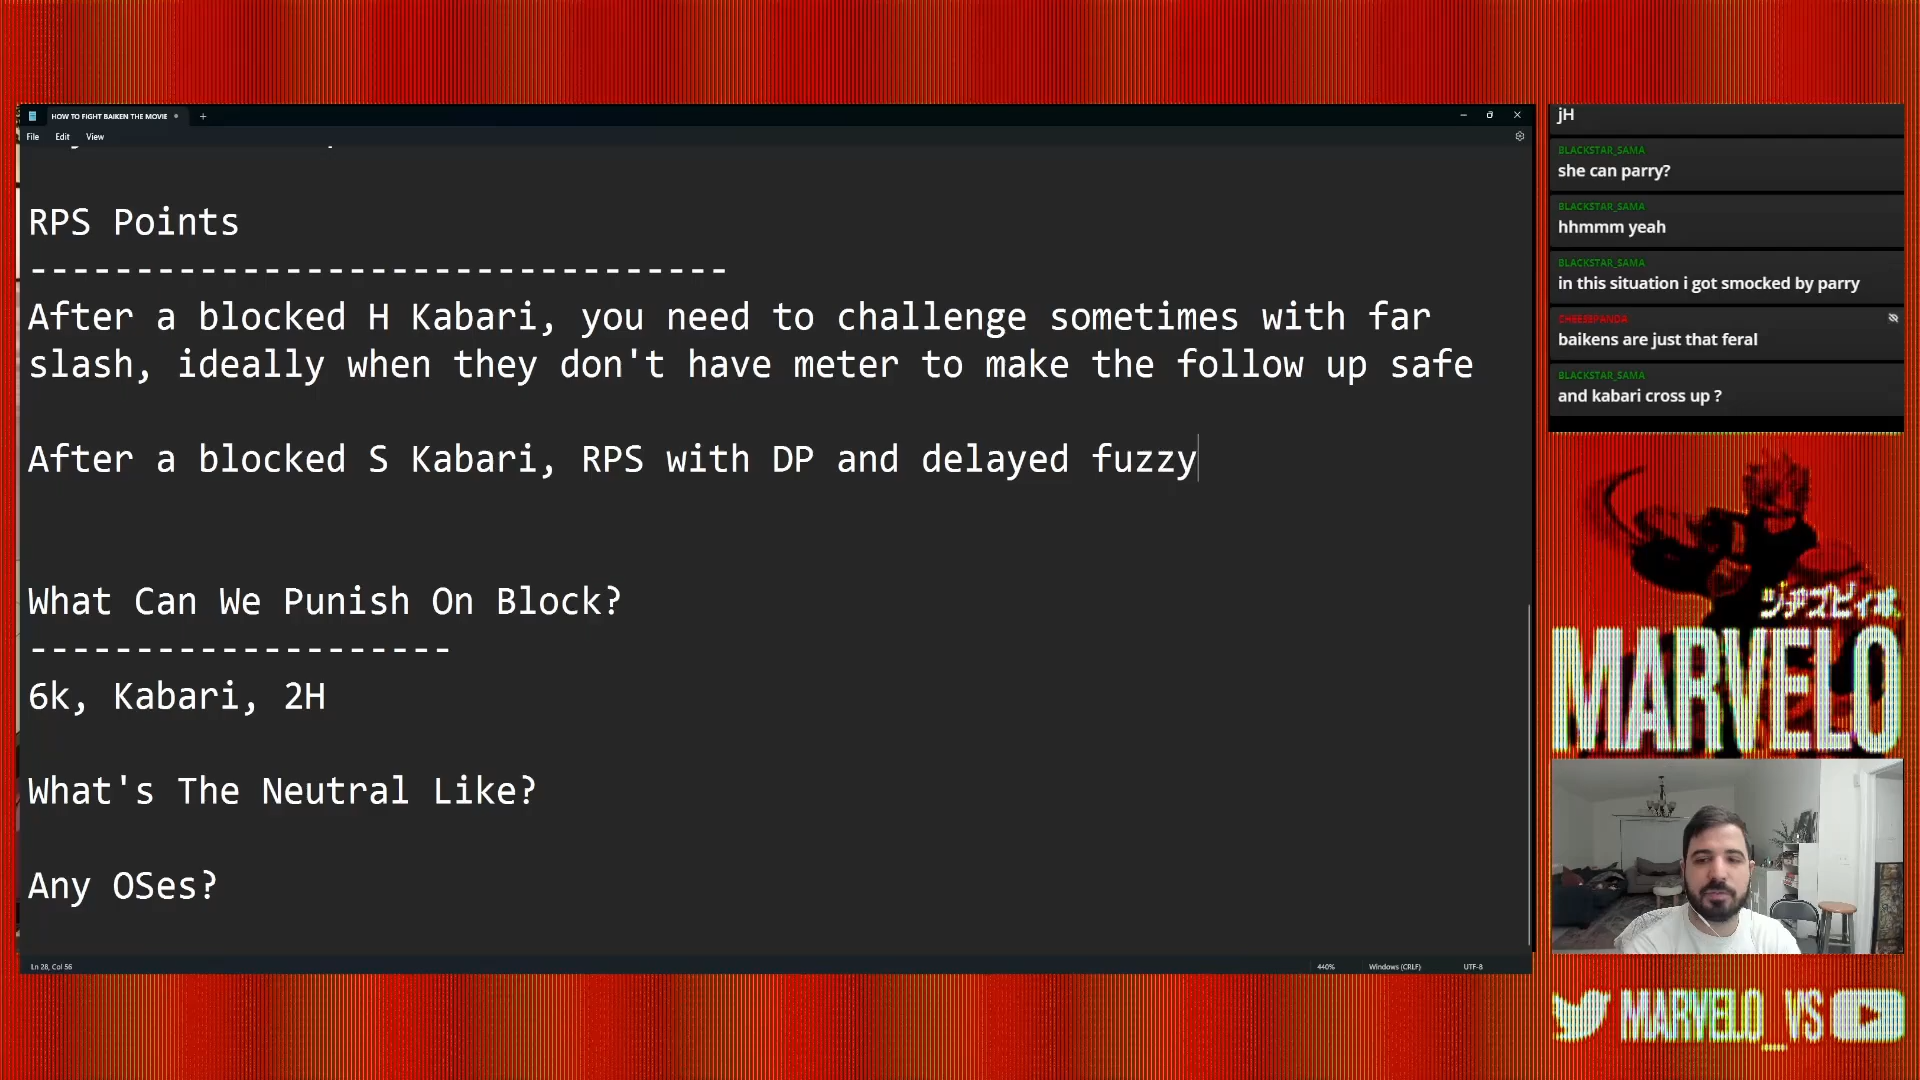 HOW TO FIGHT BAIKEN THE MOVIE
File Edit View
RPS Points
---------------------------------
After a blocked H Kabari, you need to challenge sometimes with far
slash, ideally when they don't have meter to make the follow up safe
After a blocked S Kabari, RPS with DP and delayed fuzzy
What Can We Punish On Block?
--------------------
6k, Kabari, 2H
What's The Neutral Like?
Any OSes?
Ln 28, Col 56
440%
Windows (CRLF)
UTF-8
jH
BLACKSTAR_SAMA
she can parry?
BLACKSTAR_SAMA
hhmmm yeah
BLACKSTAR_SAMA
in this situation i got smocked by parry
CHEESEPANDA
baikens are just that feral
BLACKSTAR_SAMA
and kabari cross up ?
MARVELO
MARVELO_VS